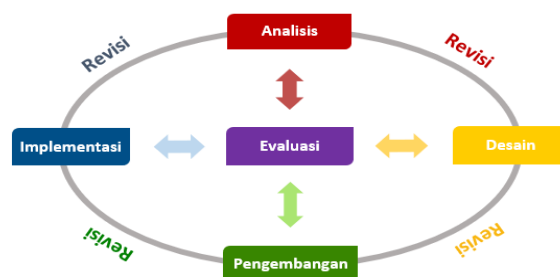 Analisis
Revisi
Revisi
Implementasi
Evaluasi
Desain
Revisi
Revisi
Pengembangan